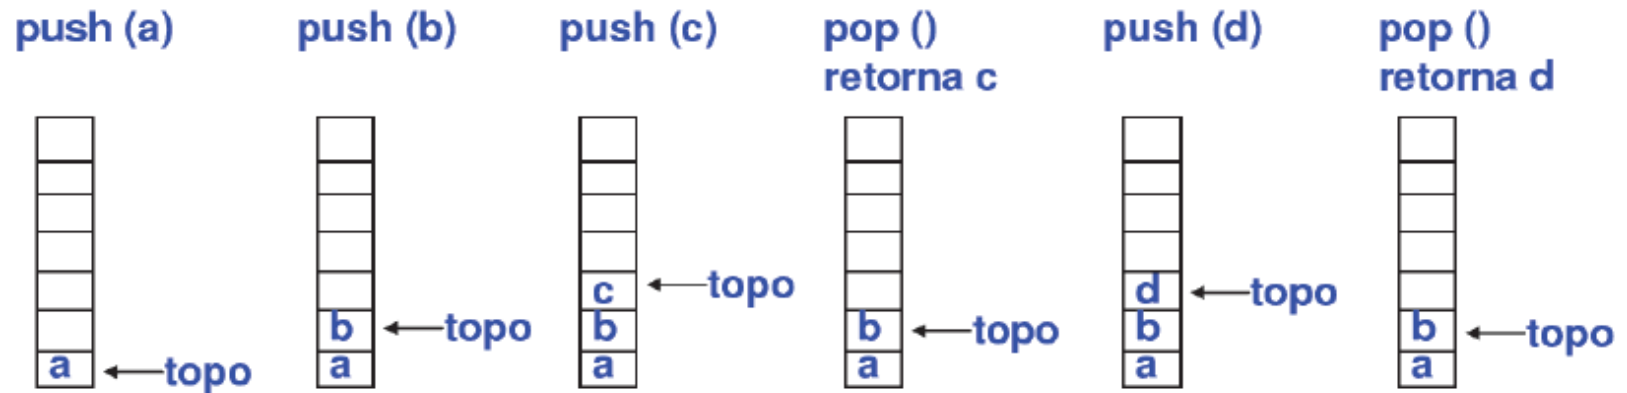 push (a)
push (b)
push (c)
pop ()
retorna c
push (d)
pop ()
retorna d
a
topo
b
a
topo
c
b
a
topo
b
a
topo
d
b
a
topo
b
a
topo